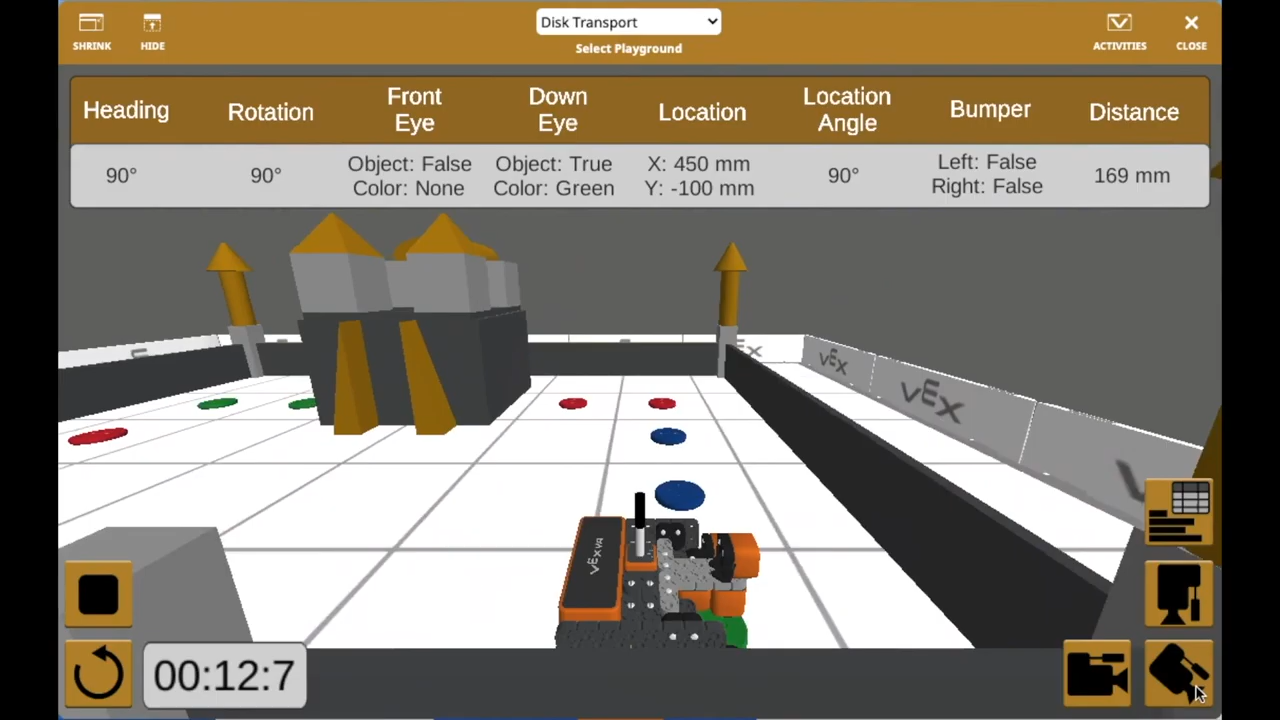 SHRINK
HIDE
Disk Transport
Select Playground
ACTIVITIES
CLOSE
Heading
Rotation
Front
Eye
Down
Eye
Location
Location
Angle
Bumper
Distance
90°
90°
Object: False
Color: None
Object: True
Color: Green
X: 450 mm
Y: -100 mm
90°
Left: False
Right: False
169 mm
vEx
vEx
vEx
VEX VR
00:12:7